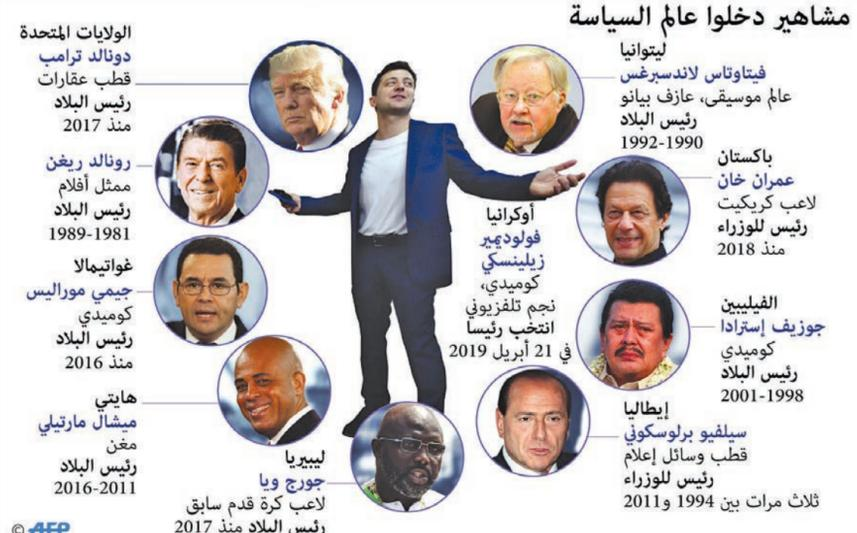 مشاهير دخلوا عالم السياسة
ليتوانيا
فيتاوتاس لاندسبرغس
عالم موسيقى، عازف بيانو
رئيس البلاد
1992-1990
باكستان
عمران خان
لاعب كريكيت
رئيس للوزراء
منذ 2018
الفيليبين
جوزيف إسترادا
كوميدي
رئيس البلاد
2001-1998
إيطاليا
سيلفيو برلوسكوني
قطب وسائل إعلام
رئيس للوزراء
ثلاث مرات بين 1994 و2011
أوكرانيا
فولوديمير
زيلينسكي
كوميدي،
نجم تلفزيوني
انتخب رئيسا
في 21 أبريل 2019
الولايات المتحدة
دونالد ترامب
قطب عقارات
رئيس البلاد
منذ 2017
رونالد ريغن
ممثل أفلام
رئيس البلاد
1989-1981
غواتيمالا
جيمي موراليس
كوميدي
رئيس البلاد
منذ 2016
هايتي
ميشال مارتيلي
مغن
رئيس البلاد
2016-2011
ليبيريا
جورج ويا
لاعب كرة قدم سابق
رئيس البلاد منذ 2017
© AFP